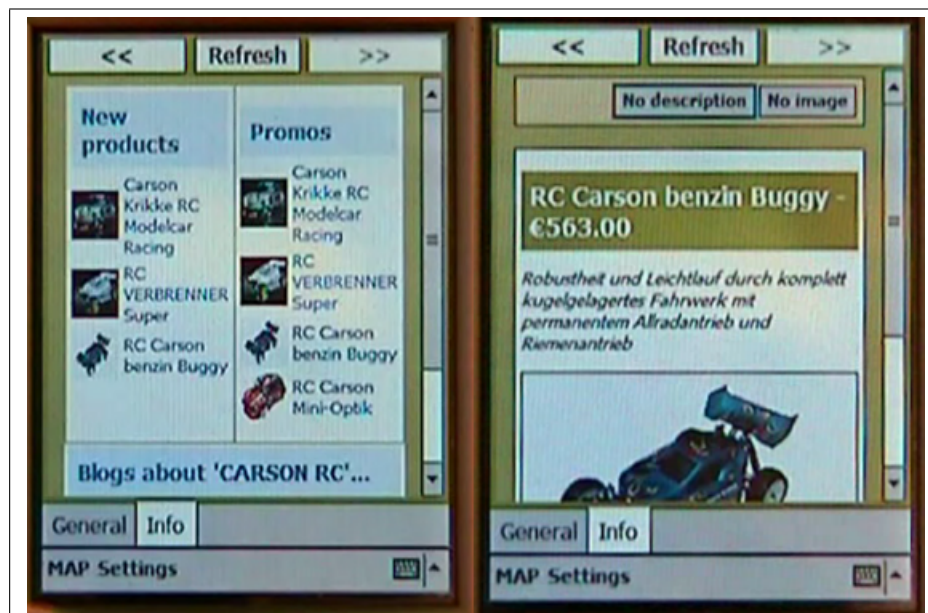 <<
Refresh
>>
New
products
Carson
Krikke RC
Modelcar
Racing
RC
VERBRENNER
Super
RC Carson
benzin Buggy
Promos
Carson
Krikke RC
Modelcar
Racing
RC
VERBRENNER
Super
RC Carson
benzin Buggy
RC Carson
Mini-Optik
Blogs about 'CARSON RC'...
General
Info
MAP Settings
<<
Refresh
>>
No description
No image
RC Carson benzin Buggy -
€563.00
Robustheit und Leichtlauf durch komplett
kugelgelagertes Fahrwerk mit
permanentem Allradantrieb und
Riemenantrieb
General
Info
MAP Settings